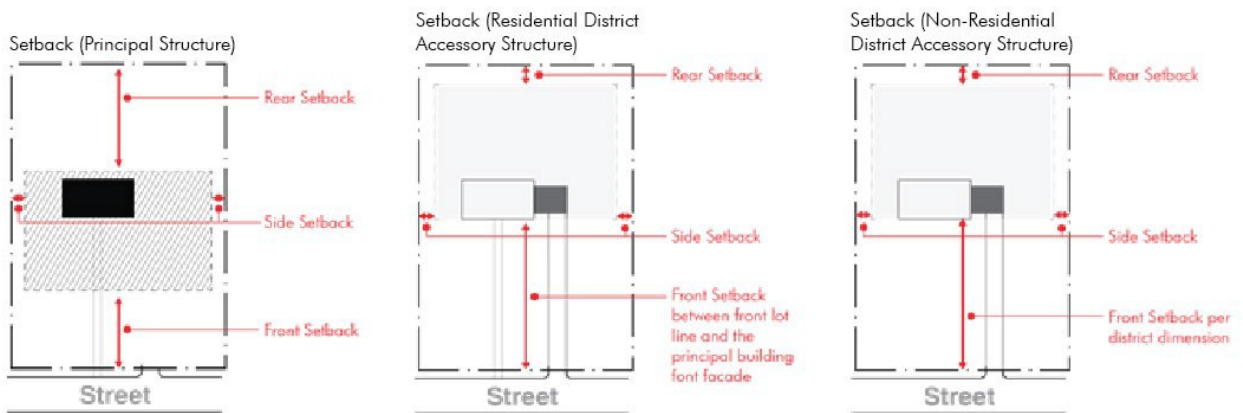 Setback (Principal Structure)
Rear Setback
Side Setback
Front Setback
Street
Setback (Residential District
Accessory Structure)
Rear Setback
Side Setback
Front Setback
between front lot
line and the
principal building
font facade
Street
Setback (Non-Residential
District Accessory Structure)
Rear Setback
Side Setback
Front Setback per
district dimension
Street